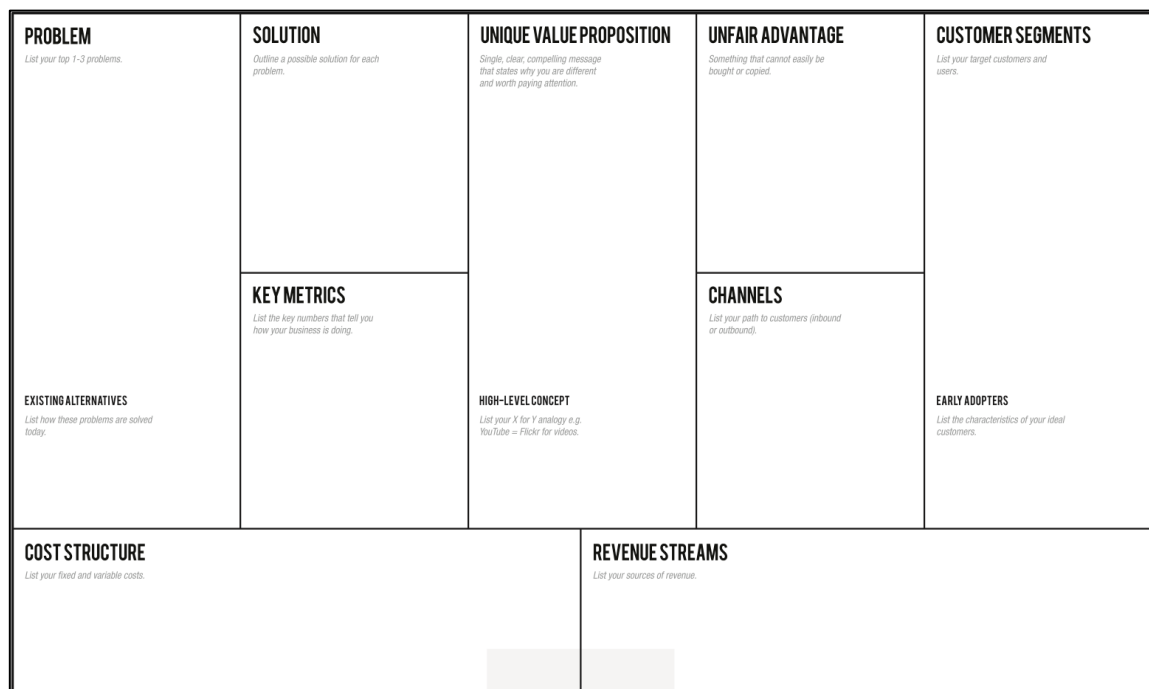 PROBLEM
List your top 1-3 problems.
EXISTING ALTERNATIVES
List how these problems are solved
today.
SOLUTION
Outline a possible solution for each
problem.
KEY METRICS
List the key numbers that tell you
how your business is doing.
UNIQUE VALUE PROPOSITION
Single, clear, compelling message
that states why you are different
and worth paying attention.
HIGH-LEVEL CONCEPT
List your X for Y analogy e.g.
YouTube = Flickr for videos.
UNFAIR ADVANTAGE
Something that cannot easily be
bought or copied.
CHANNELS
List your path to customers (inbound
or outbound).
CUSTOMER SEGMENTS
List your target customers and
users.
EARLY ADOPTERS
List the characteristics of your ideal
customers.
COST STRUCTURE
List your fixed and variable costs.
REVENUE STREAMS
List your sources of revenue.